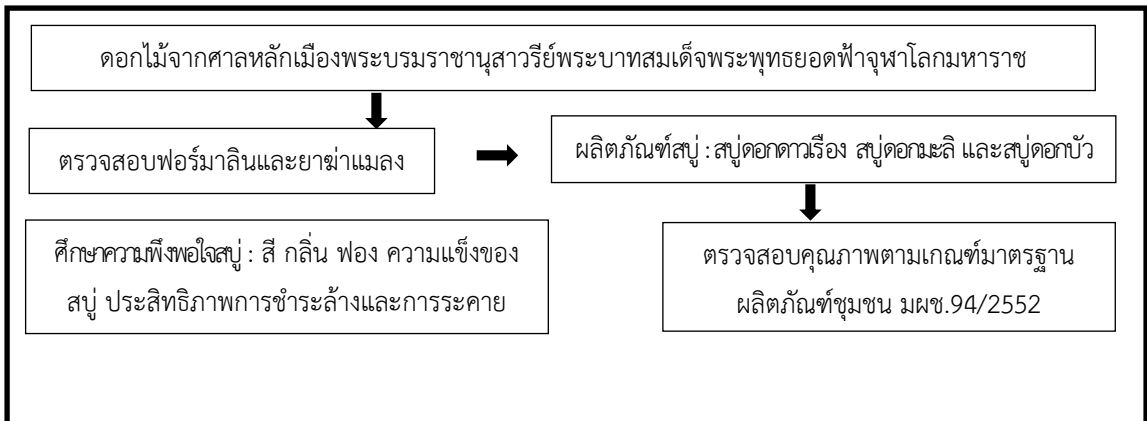 ดอกไม้จากศาลหลักเมืองพระบรมราชานุสาวรีย์พระบาทสมเด็จพระพุทธยอดฟ้าจุฬาโลกมหาราช
ตรวจสอบฟอร์มาลินและยาฆ่าแมลง
ผลิตภัณฑ์สบู่ : สบู่ดอกดาวเรือง สบู่ดอกมะลิ และสบู่ดอกบัว
ศึกษาความพึงพอใจสบู่ : สี กลิ่น ฟอง ความแข็งของ
สบู่ ประสิทธิภาพการชำระล้างและการระคาย
ตรวจสอบคุณภาพตามเกณฑ์มาตรฐาน
ผลิตภัณฑ์ชุมชน มผช.94/2552